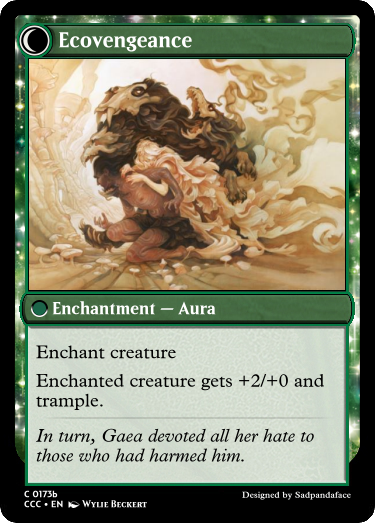 Ecovengeance
Enchantment — Aura
Enchant creature
Enchanted creature gets +2/+0 and
trample.
In turn, Gaea devoted all her hate to
those who had harmed him.
C 0173b
CCC • EN Wylie Beckert
Designed by Sadpandaface